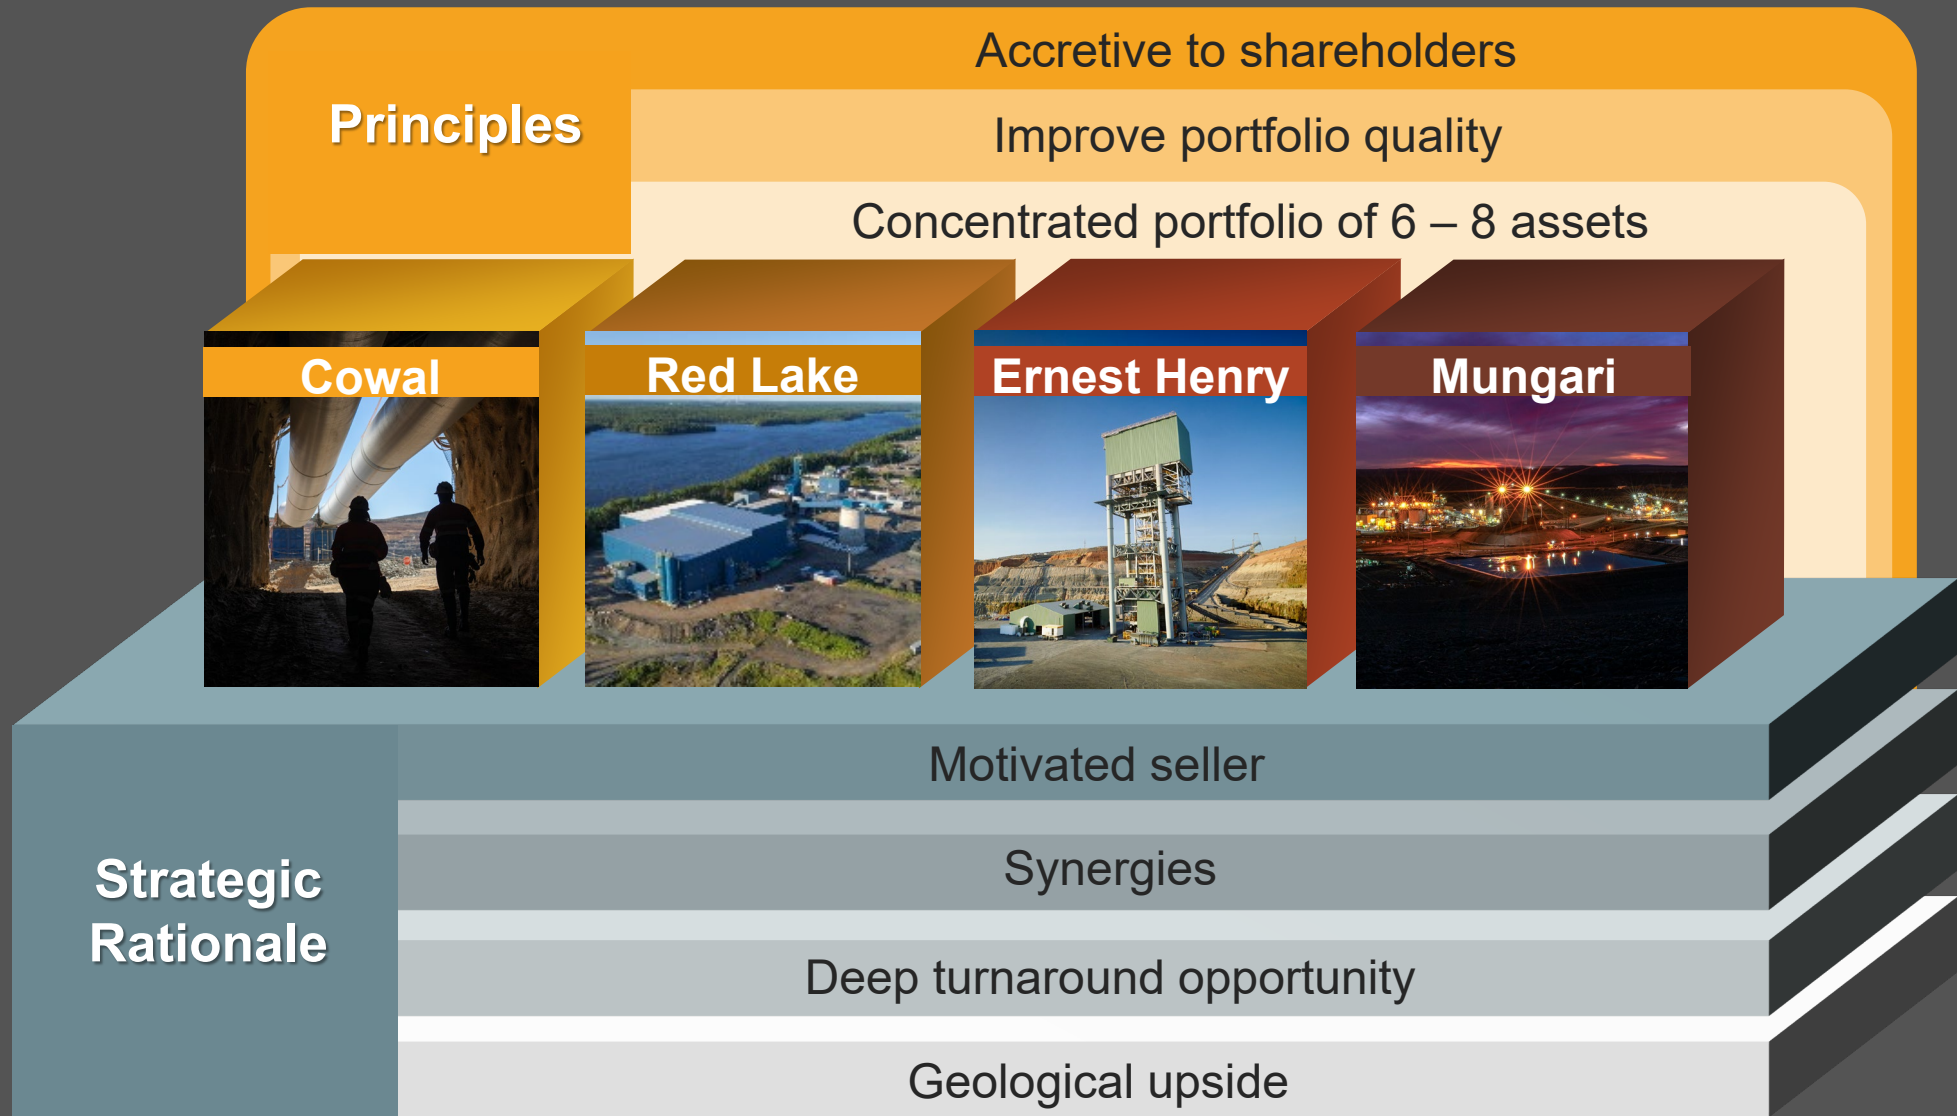 Accretive to shareholders
Principles
Improve portfolio quality
Concentrated portfolio of 6 – 8 assets
Cowal
Red Lake
Ernest Henry
Mungari
Motivated seller
Synergies
Strategic
Rationale
Deep turnaround opportunity
Geological upside